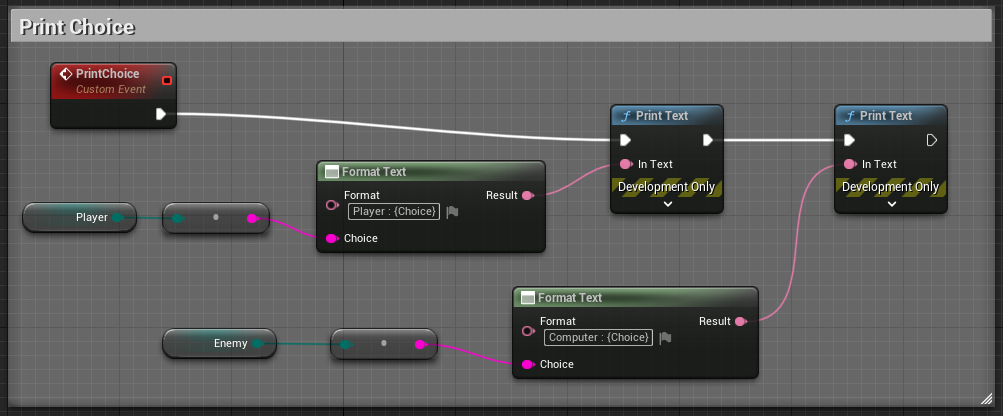 Print Choice
PrintChoice
Custom Event
Print Text
In Text
Development Only
Print Text
In Text
Development Only
Format Text
Format
Result
Player : {Choice}
Choice
Player
Format Text
Format
Result
Computer : {Choice}
Choice
Enemy